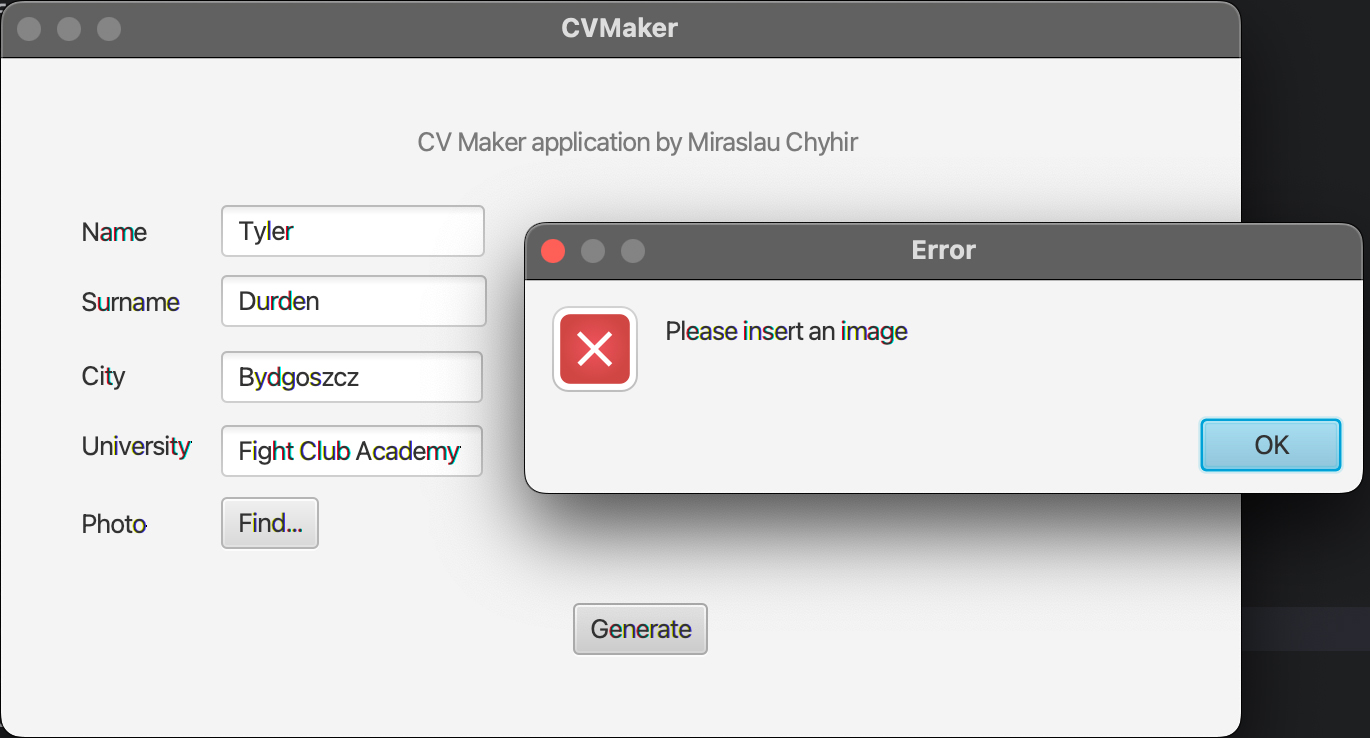 CVMaker
CV Maker application by Miraslau Chyhir
Name
Tyler
Surname
Durden
City
Bydgoszcz
University
Fight Club Academy
Photo
Find...
Generate
Error
Please insert an image
OK